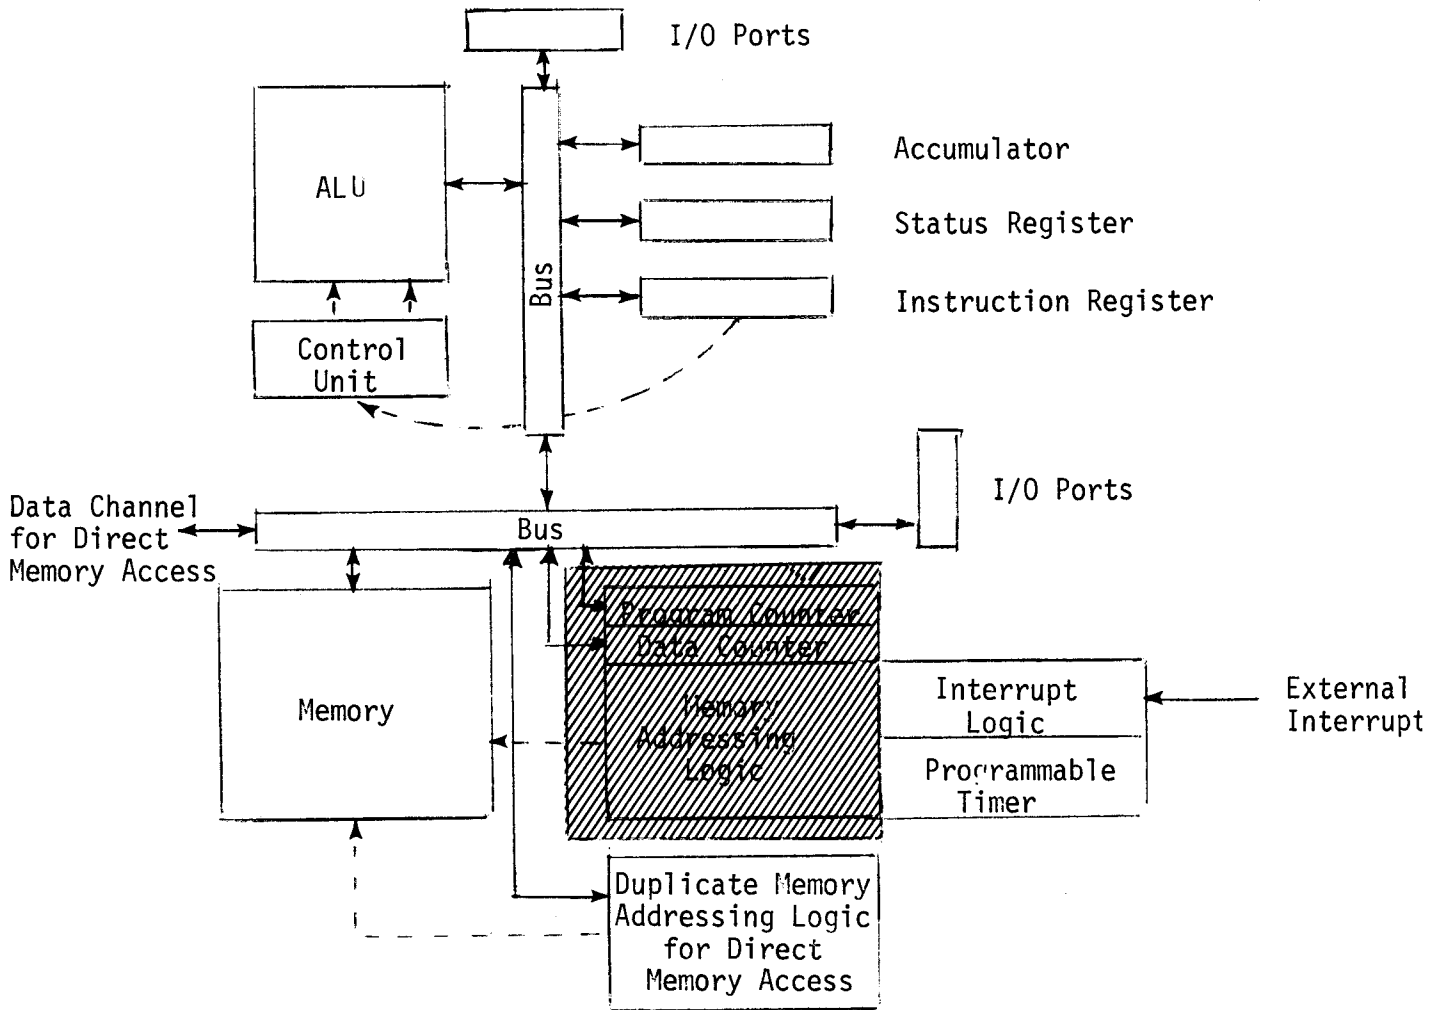 I/O Ports
Accumulator
ALU
Status Register
Bus
Instruction Register
Control
Unit
I/O Ports
Data Channel
for Direct
Memory Access
Bus
Program Counter
Data Counter
Memory
Memory
Addressing
Logic
Interrupt
Logic
External
Interrupt
Programmable
Timer
Duplicate Memory
Addressing Logic
for Direct
Memory Access